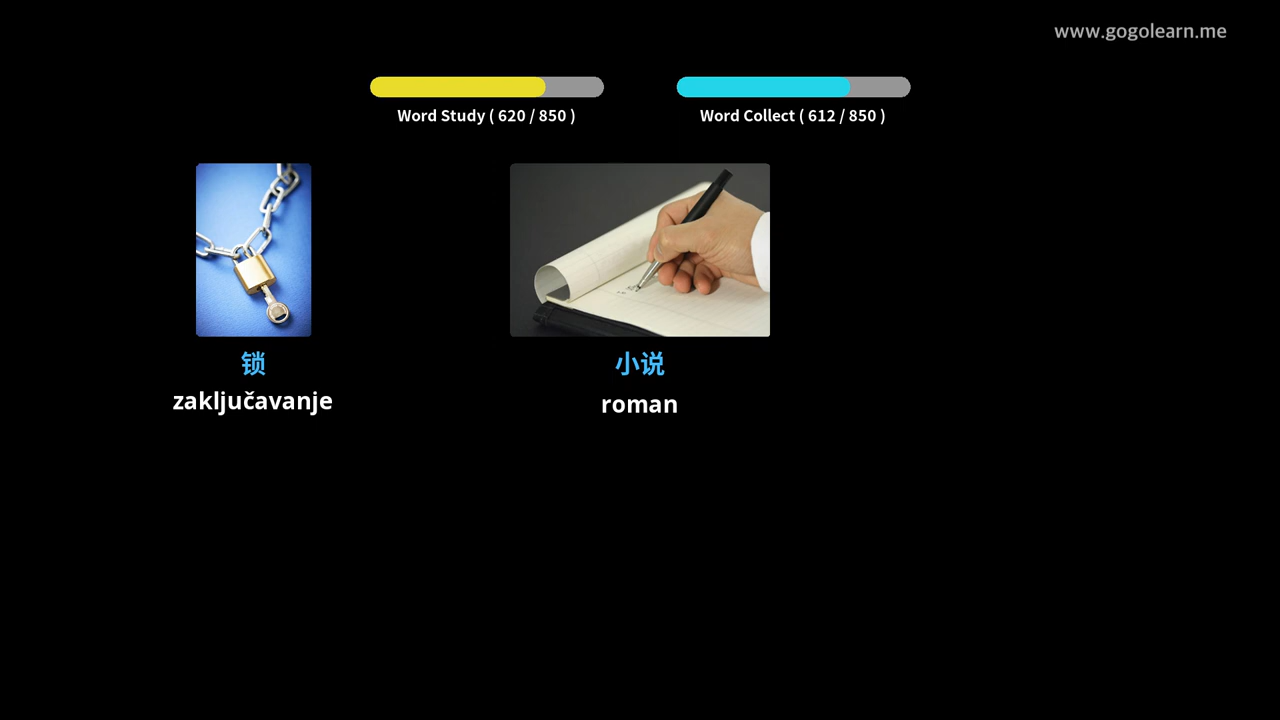 www.gogolearn.me
Word Study ( 620 / 850 )
Word Collect ( 612 / 850 )
锁
zaključavanje
小说
roman